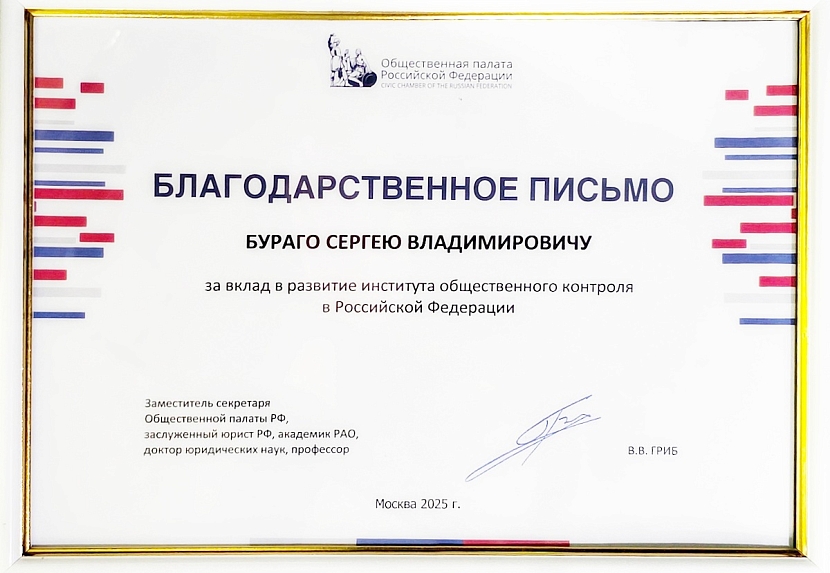 Общественная палата
Российской Федерации
CIVIC CHAMBER OF THE RUSSIAN FEDERATION
БЛАГОДАРСТВЕННОЕ ПИСЬМО
БУРАГО СЕРГЕЮ ВЛАДИМИРОВИЧУ
за вклад в развитие института общественного контроля
в Российской Федерации
Заместитель секретаря
Общественной палаты РФ,
заслуженный юрист РФ, академик РАО,
доктор юридических наук, профессор
В.В. ГРИБ
Москва 2025 г.